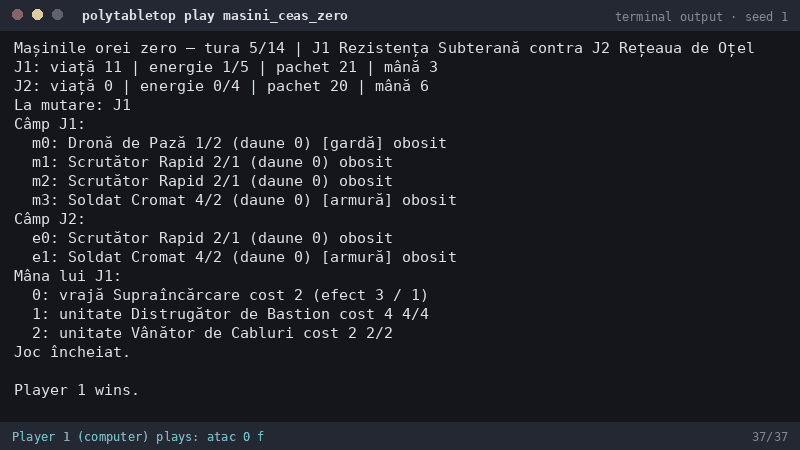 polytabletop play masini_ceas_zero
terminal output · seed 1
Mașinile orei zero — tura 5/14 | J1 Rezistența Subterană contra J2 Rețeaua de Oțel
J1: viață 11 | energie 1/5 | pachet 21 | mână 3
J2: viață 0 | energie 0/4 | pachet 20 | mână 6
La mutare: J1
Câmp J1:
m0: Dronă de Pază 1/2 (daune 0) [gardă] obosit
m1: Scrutător Rapid 2/1 (daune 0) obosit
m2: Scrutător Rapid 2/1 (daune 0) obosit
m3: Soldat Cromat 4/2 (daune 0) [armură] obosit
Câmp J2:
e0: Scrutător Rapid 2/1 (daune 0) obosit
e1: Soldat Cromat 4/2 (daune 0) [armură] obosit
Mâna lui J1:
0: vrajă Supraîncărcare cost 2 (efect 3 / 1)
1: unitate Distrugător de Bastion cost 4 4/4
2: unitate Vânător de Cabluri cost 2 2/2
Joc încheiat.
Player 1 wins.
Player 1 (computer) plays: atac 0 f
37/37